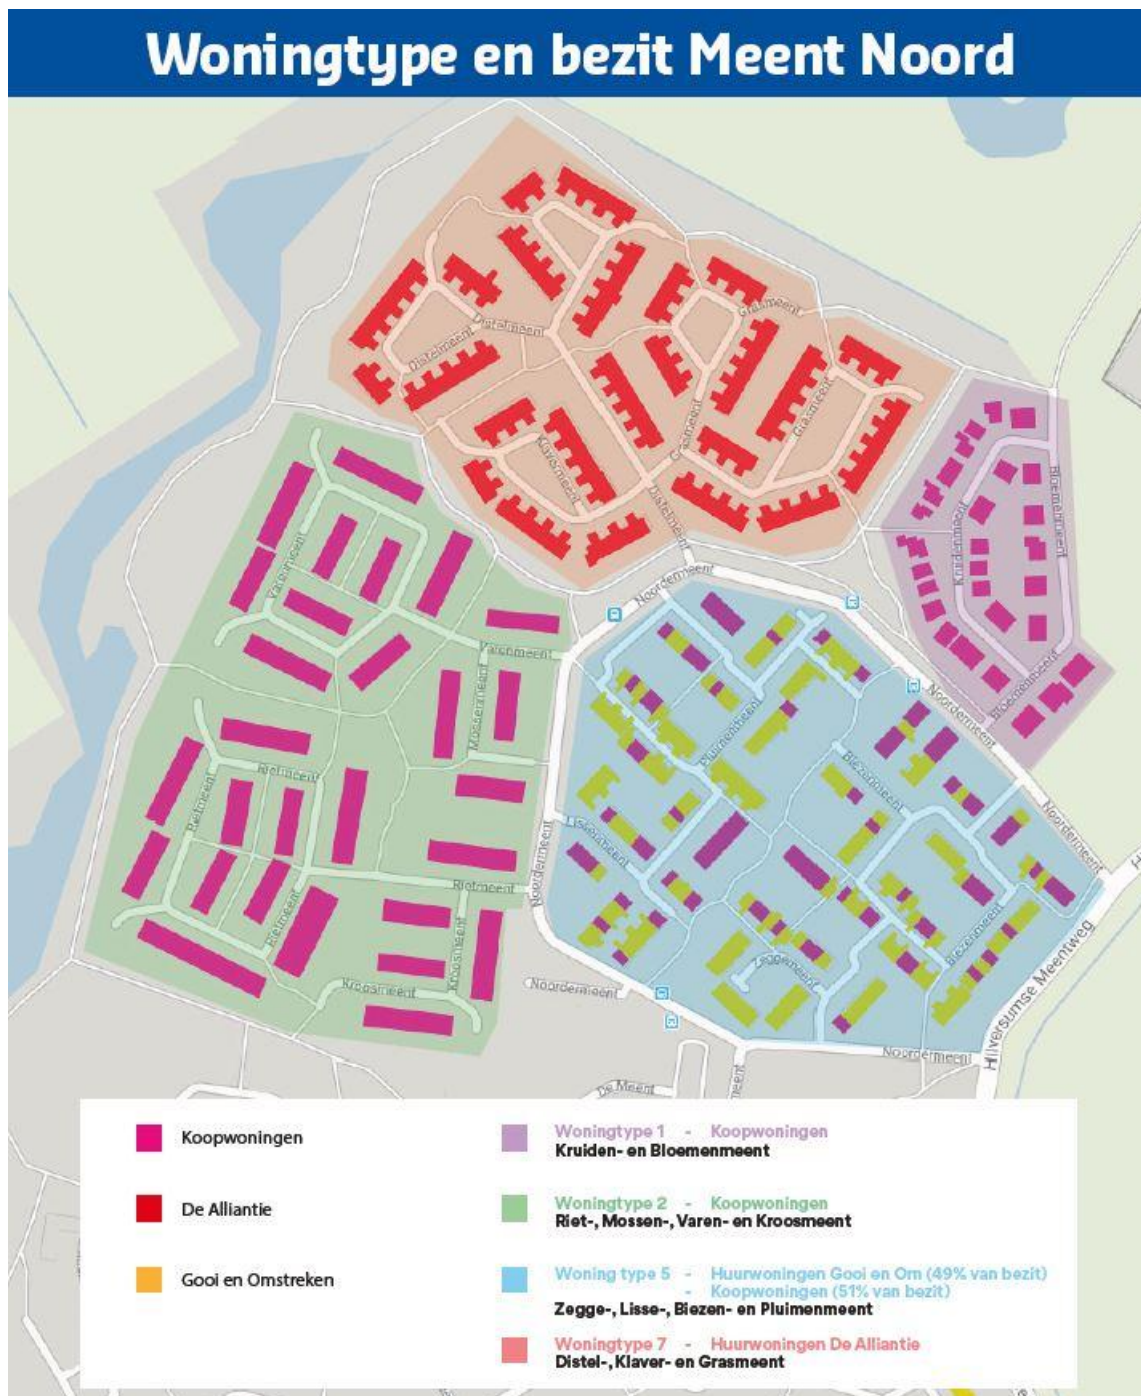 Woningtype en bezit Meent Noord
Grasmeent
Distelmeent
Distelmeent
Grasmeent
Klavermeent
Grasmeent
Distelmeent
Bloemenmeent
Kruidenmeent
Noordermeent
Varenmeent
Varenmeent
Mossenmeent
Bloemenmeent
Noordermeent
Pluimenmeent
Biezenmeent
Rietmeent
Rietmeent
Lissemeent
Noordermeent
Noordermeent
Rietmeent
Rietmeent
Kroosmeent
Biezenmeent
Zeggemeent
Kroosmeent
Noordermeent
Hilversumse Meentweg
Noordermeent
De Meent
meent
Koopwoningen
De Alliantie
Gooi en Omstreken
Woningtype 1 - Koopwoningen
Kruiden- en Bloemenmeent
Woningtype 2 - Koopwoningen
Riet-, Mossen-, Varen- en Kroosmeent
Woning type 5 - Huurwoningen Gooi en Om (49% van bezit)
- Koopwoningen (51% van bezit)
Zegge-, Lisse-, Biezen- en Pluimenmeent
Woningtype 7 - Huurwoningen De Alliantie
Distel-, Klaver- en Grasmeent